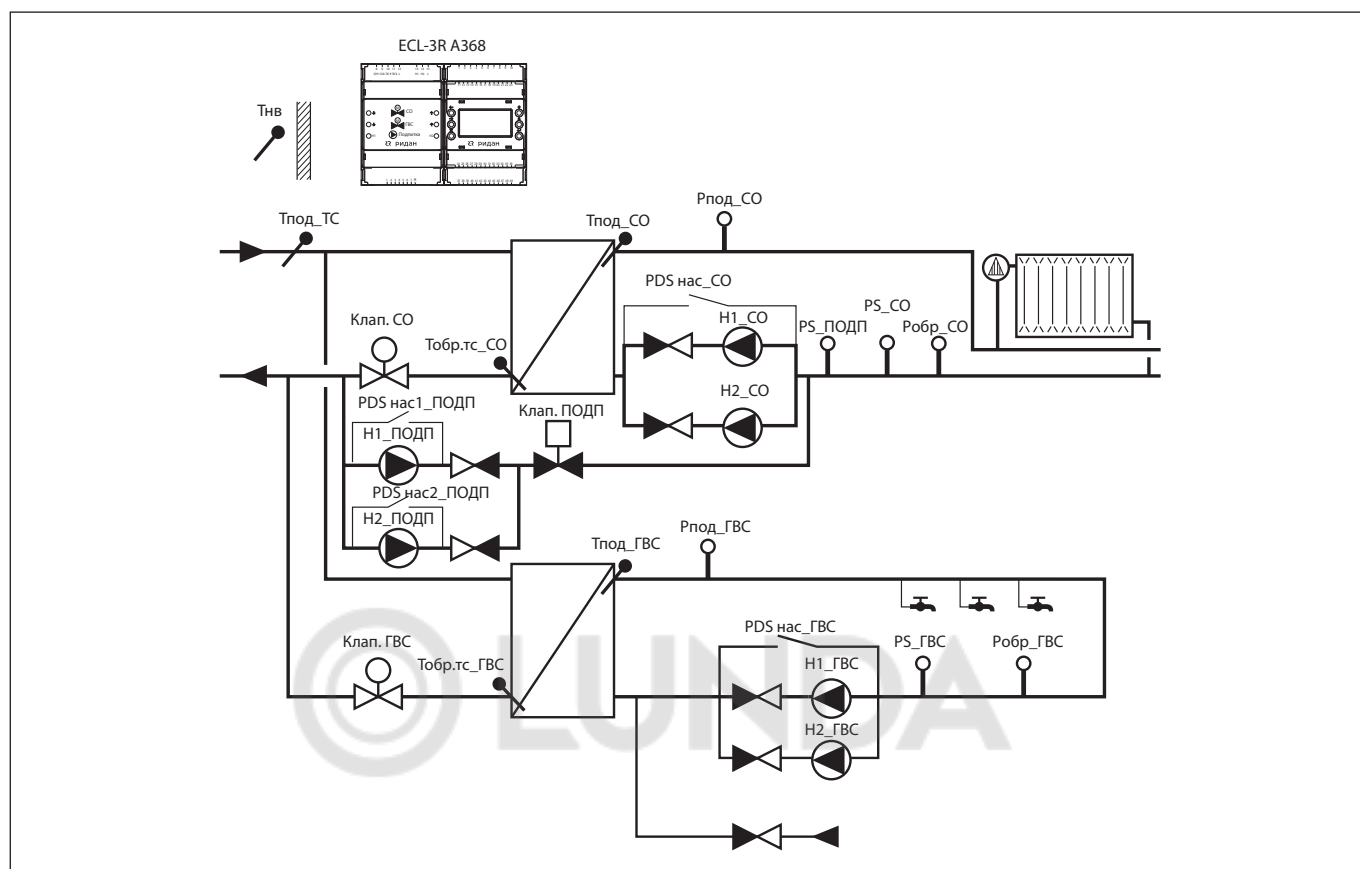 ECL-3R A368
Тнв
СО
ГВС
Подпитка
ридан
ридан
Тпод_ТС
Тпод_СО
Рпод_СО
PDS нас_СО
Клап. СО
Н1_СО
PS_ПОДП
PS_СО
Робр_СО
Тобр.тс_СО
Н2_СО
PDS нас1_ПОДП
Клап. ПОДП
Н1_ПОДП
PDS нас2_ПОДП
Н2_ПОДП
Тпод_ГВС
Рпод_ГВС
Клап. ГВС
Тобр.тс_ГВС
PDS нас_ГВС
Н1_ГВС
PS_ГВС
Робр_ГВС
Н2_ГВС
LUNDA